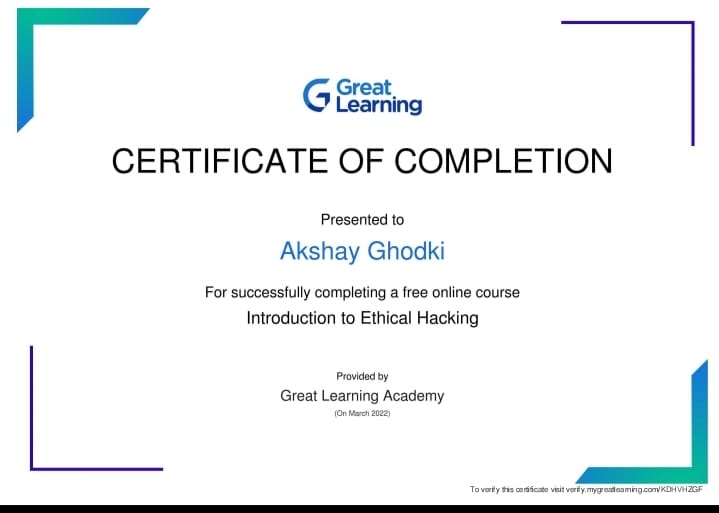 Great
Learning
CERTIFICATE OF COMPLETION
Presented to
Akshay Ghodki
For successfully completing a free online course
Introduction to Ethical Hacking
Provided by
Great Learning Academy
(On March 2022)
To verify this certificate visit verify.mygreatlearning.com/KDHVHZGF